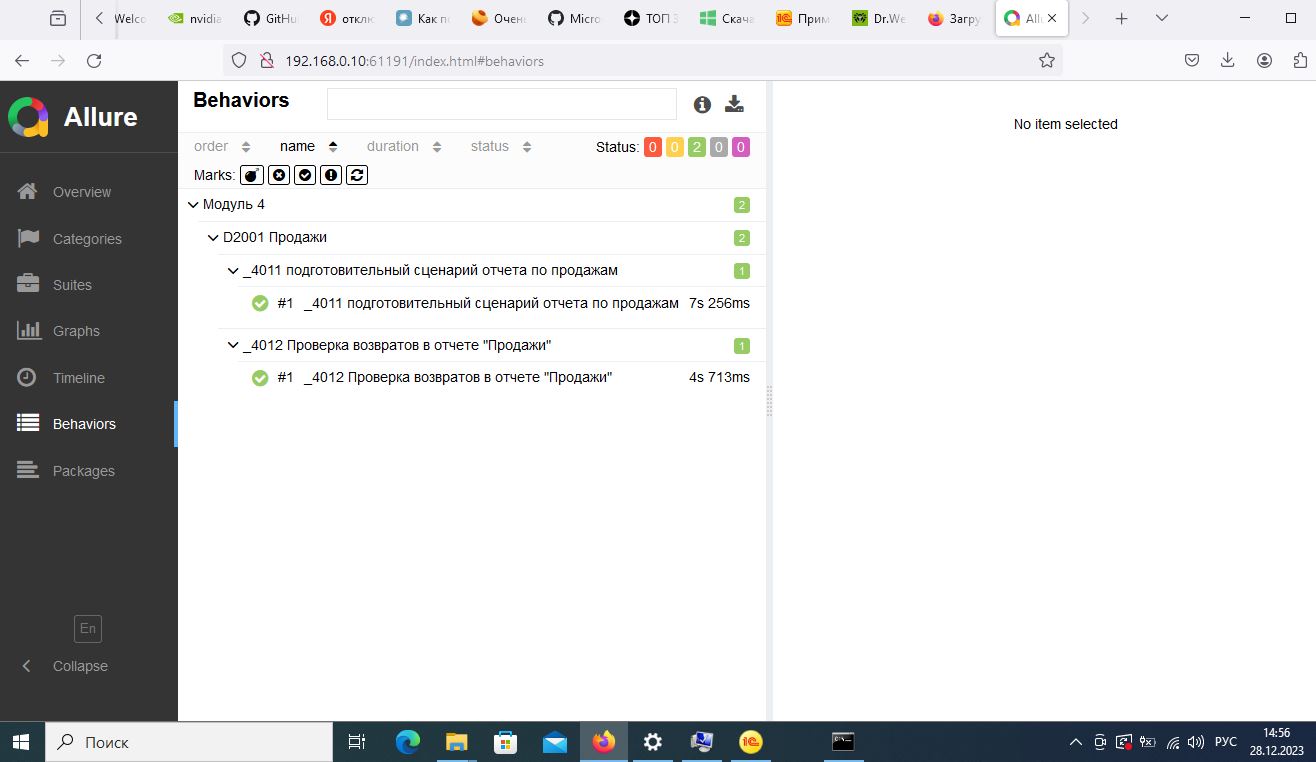 Welco
nvidia
GitHu
откл
Как п
Очен
Micro
ТОП 3
Скача
Прим
Dr.We
Загру
All
192.168.0.10:61191/index.html#behaviors
Allure
Overview
Categories
Suites
Graphs
Timeline
Behaviors
Packages
En
Collapse
Behaviors
order name duration status Status: 0 0 2 0 0
Marks:
Модуль 4 2
D2001 Продажи 2
_4011 подготовительный сценарий отчета по продажам 1
#1 _4011 подготовительный сценарий отчета по продажам 7s 256ms
_4012 Проверка возвратов в отчете "Продажи" 1
#1 _4012 Проверка возвратов в отчете "Продажи" 4s 713ms
No item selected
Поиск
РУС
14:56
28.12.2023